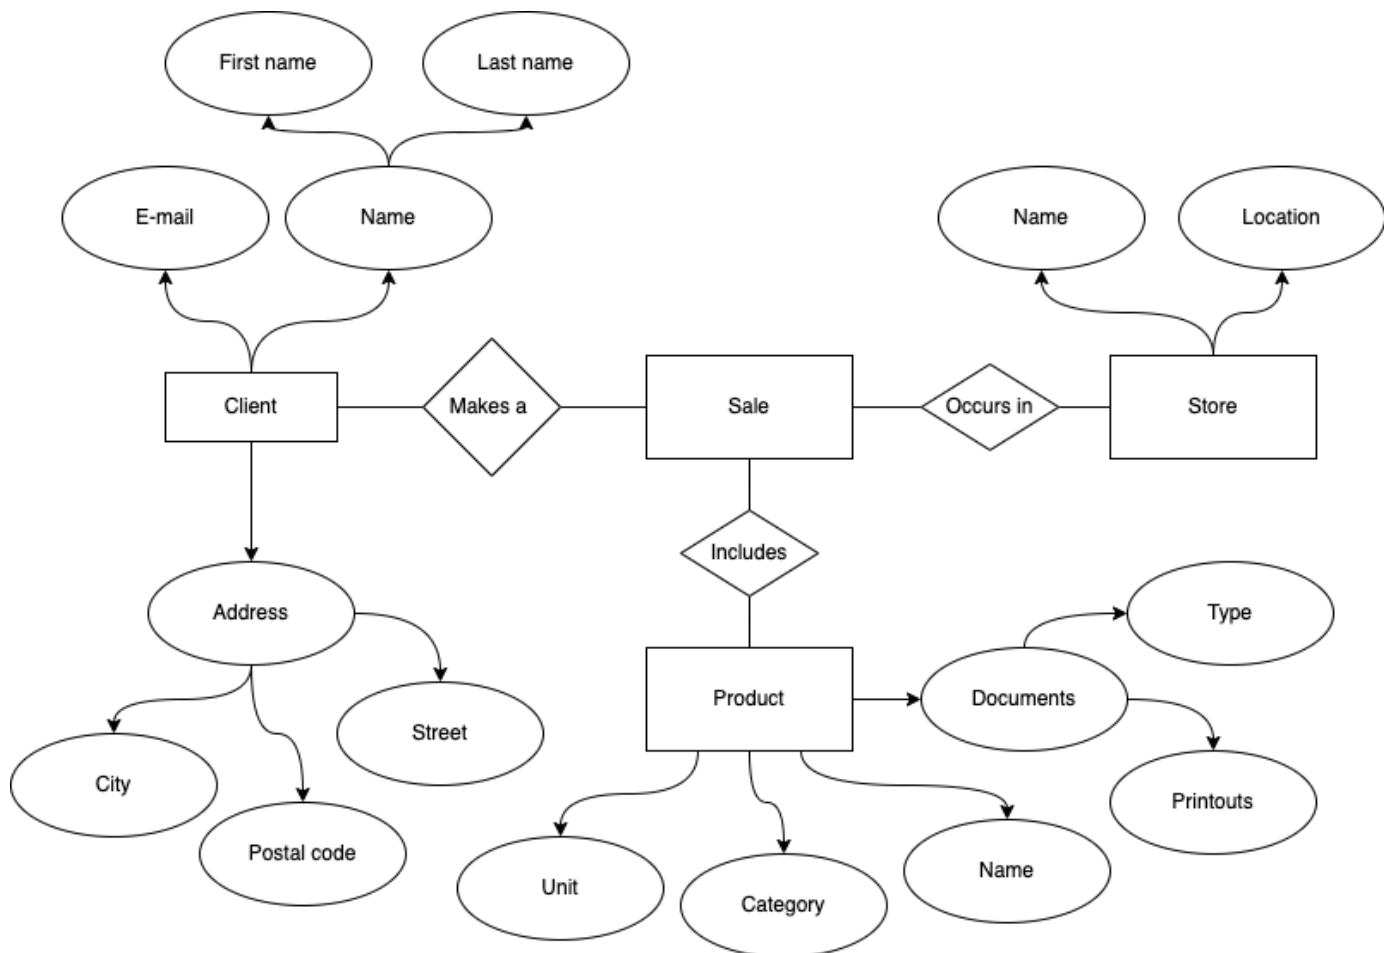 First name
Last name
E-mail
Name
Name
Location
Client
Makes a
Sale
Occurs in
Store
Includes
Address
Type
Product
Documents
Street
City
Printouts
Postal code
Unit
Category
Name